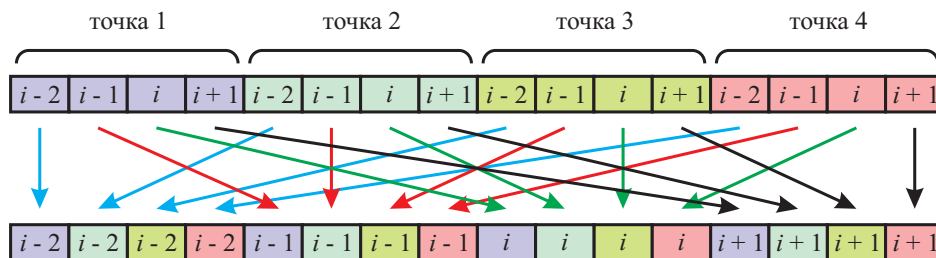 точка 1 точка 2 точка 3 точка 4
i - 2 i - 1 i i + 1 i - 2 i - 1 i i + 1 i - 2 i - 1 i i + 1 i - 2 i - 1 i i + 1
i - 2 i - 2 i - 2 i - 2 i - 1 i - 1 i - 1 i - 1 i i i i i + 1 i + 1 i + 1 i + 1